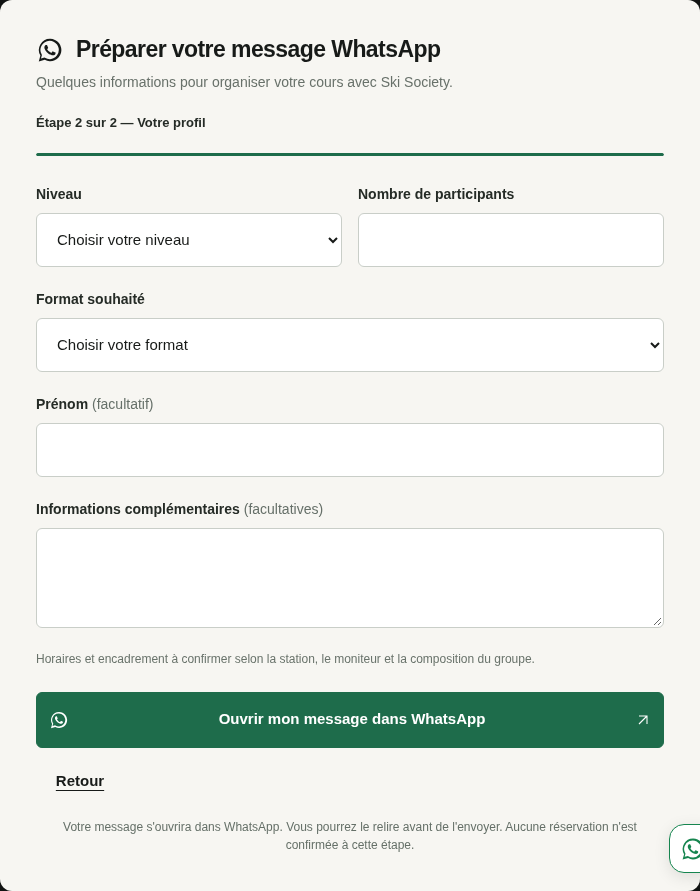 Préparer votre message WhatsApp
Quelques informations pour organiser votre cours avec Ski Society.
Étape 2 sur 2 — Votre profil
Niveau
Nombre de participants
Choisir votre niveau
Format souhaité
Choisir votre format
Prénom (facultatif)
Informations complémentaires (facultatives)
Horaires et encadrement à confirmer selon la station, le moniteur et la composition du groupe.
Ouvrir mon message dans WhatsApp
Retour
Votre message s'ouvrira dans WhatsApp. Vous pourrez le relire avant de l'envoyer. Aucune réservation n'est
confirmée à cette étape.